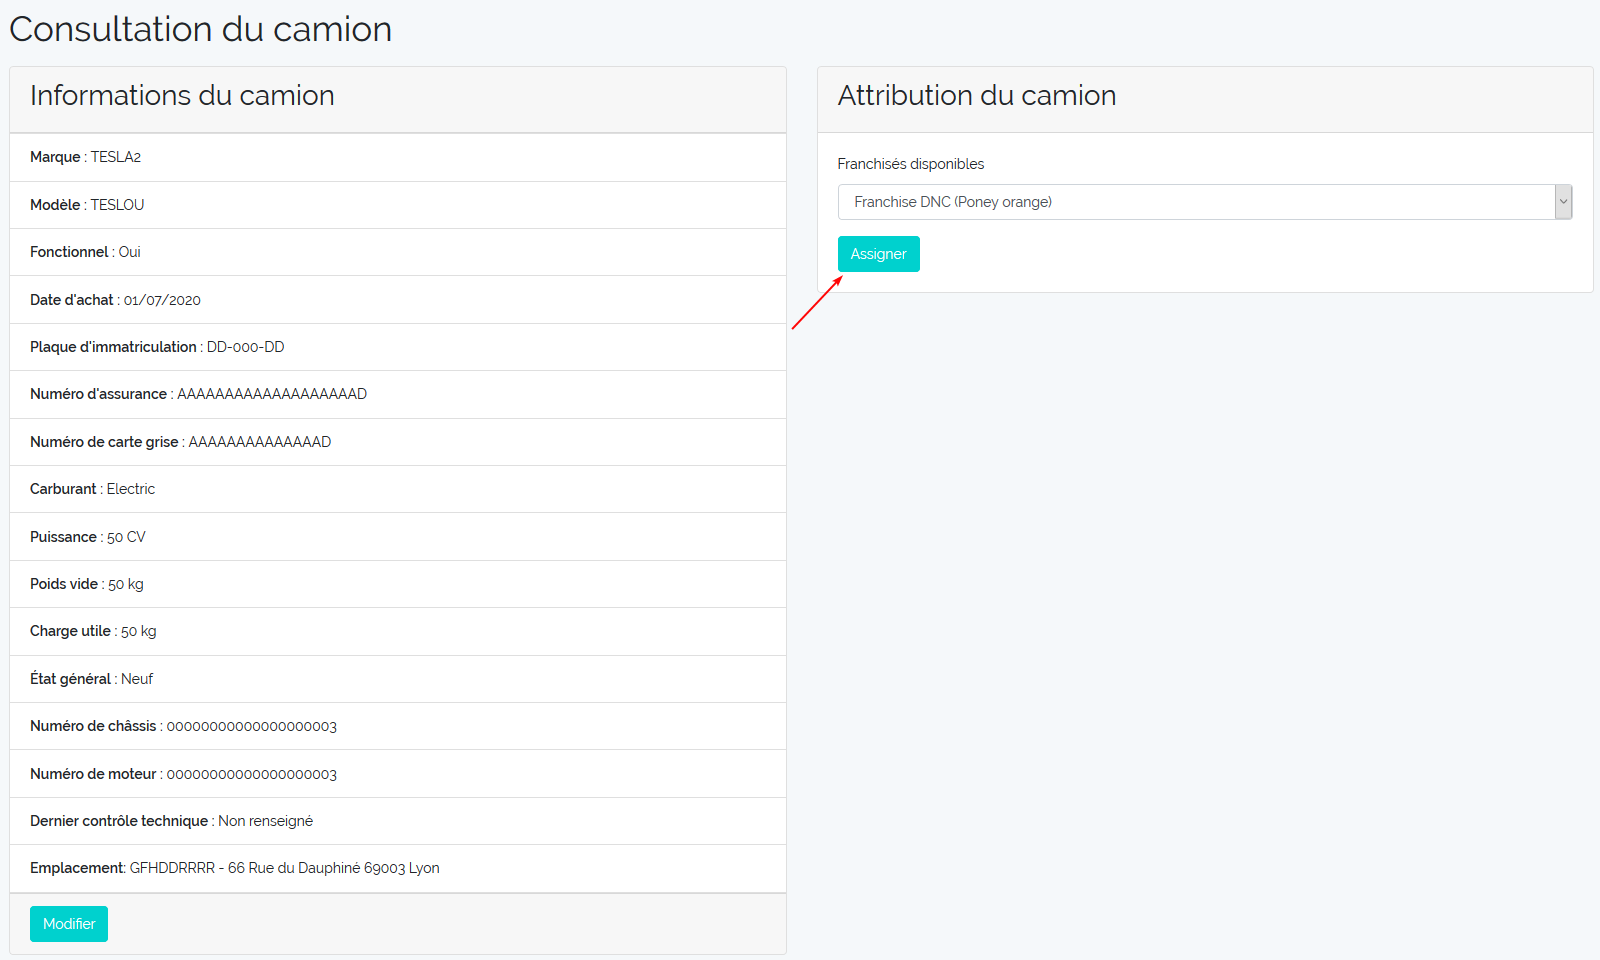 Consultation du camion
Informations du camion
Marque : TESLA2
Modèle : TESLOU
Fonctionnel : Oui
Date d'achat : 01/07/2020
Plaque d'immatriculation : DD-000-DD
Numéro d'assurance : AAAAAAAAAAAAAAAAAAAD
Numéro de carte grise : AAAAAAAAAAAAAAD
Carburant : Electric
Puissance : 50 CV
Poids vide : 50 kg
Charge utile : 50 kg
État général : Neuf
Numéro de châssis : 00000000000000000003
Numéro de moteur : 00000000000000000003
Dernier contrôle technique : Non renseigné
Emplacement: GFHDDRRRR - 66 Rue du Dauphiné 69003 Lyon
Modifier
Attribution du camion
Franchisés disponibles
Franchise DNC (Poney orange)
Assigner